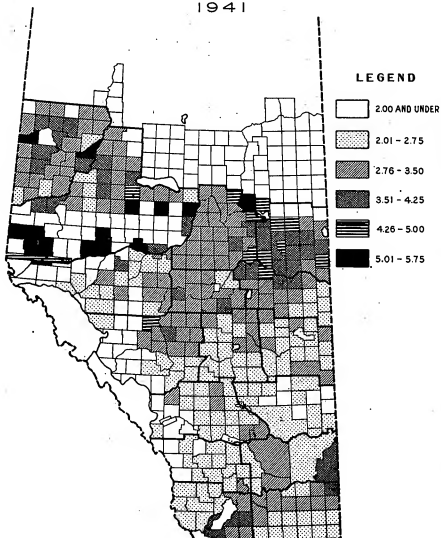 1941
LEGEND
2.00 AND UNDER
2.01 - 2.75
2.76 - 3.50
3.51 - 4.25
4.26 - 5.00
5.01 - 5.75